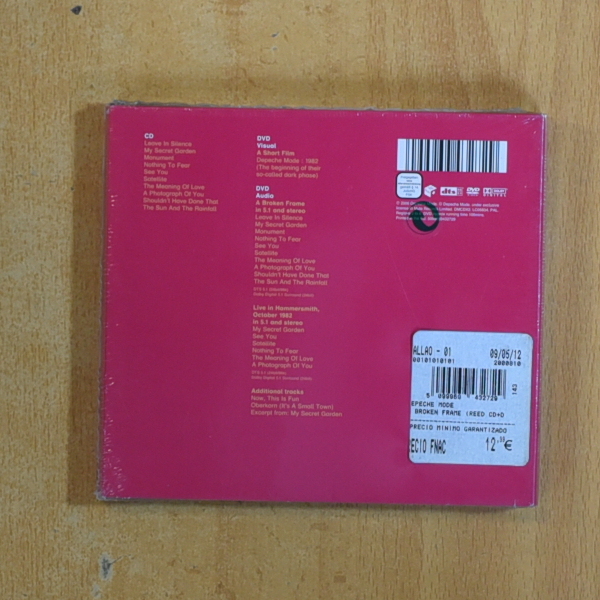 CD
Leave In Silence
My Secret Garden
Monument
Nothing To Fear
See You
Satellite
The Meaning Of Love
A Photograph Of You
Shouldn't Have Done That
The Sun And The Rainfall
DVD
Visual
A Short Film
Depeche Mode : 1982
(The beginning of their
so-called dark phase)
DVD
Audio
A Broken Frame
in 5.1 and stereo
Leave In Silence
My Secret Garden
Monument
Nothing To Fear
See You
Satellite
The Meaning Of Love
A Photograph Of You
Shouldn't Have Done That
The Sun And The Rainfall
Live in Hammersmith,
October 1982
in 5.1 and stereo
My Secret Garden
See You
Satellite
Nothing To Fear
The Meaning Of Love
A Photograph Of You
Additional tracks
Now, This Is Fun
Oberkorn (It's A Small Town)
Excerpt from: My Secret Garden
dts
DVD
ALLAO - 01 09/05/12
EPECHE MODE
BROKEN FRAME (REED.CD+D
PRECIO MINIMO GARANTIZADO
ECIO FNAC 12 €
143